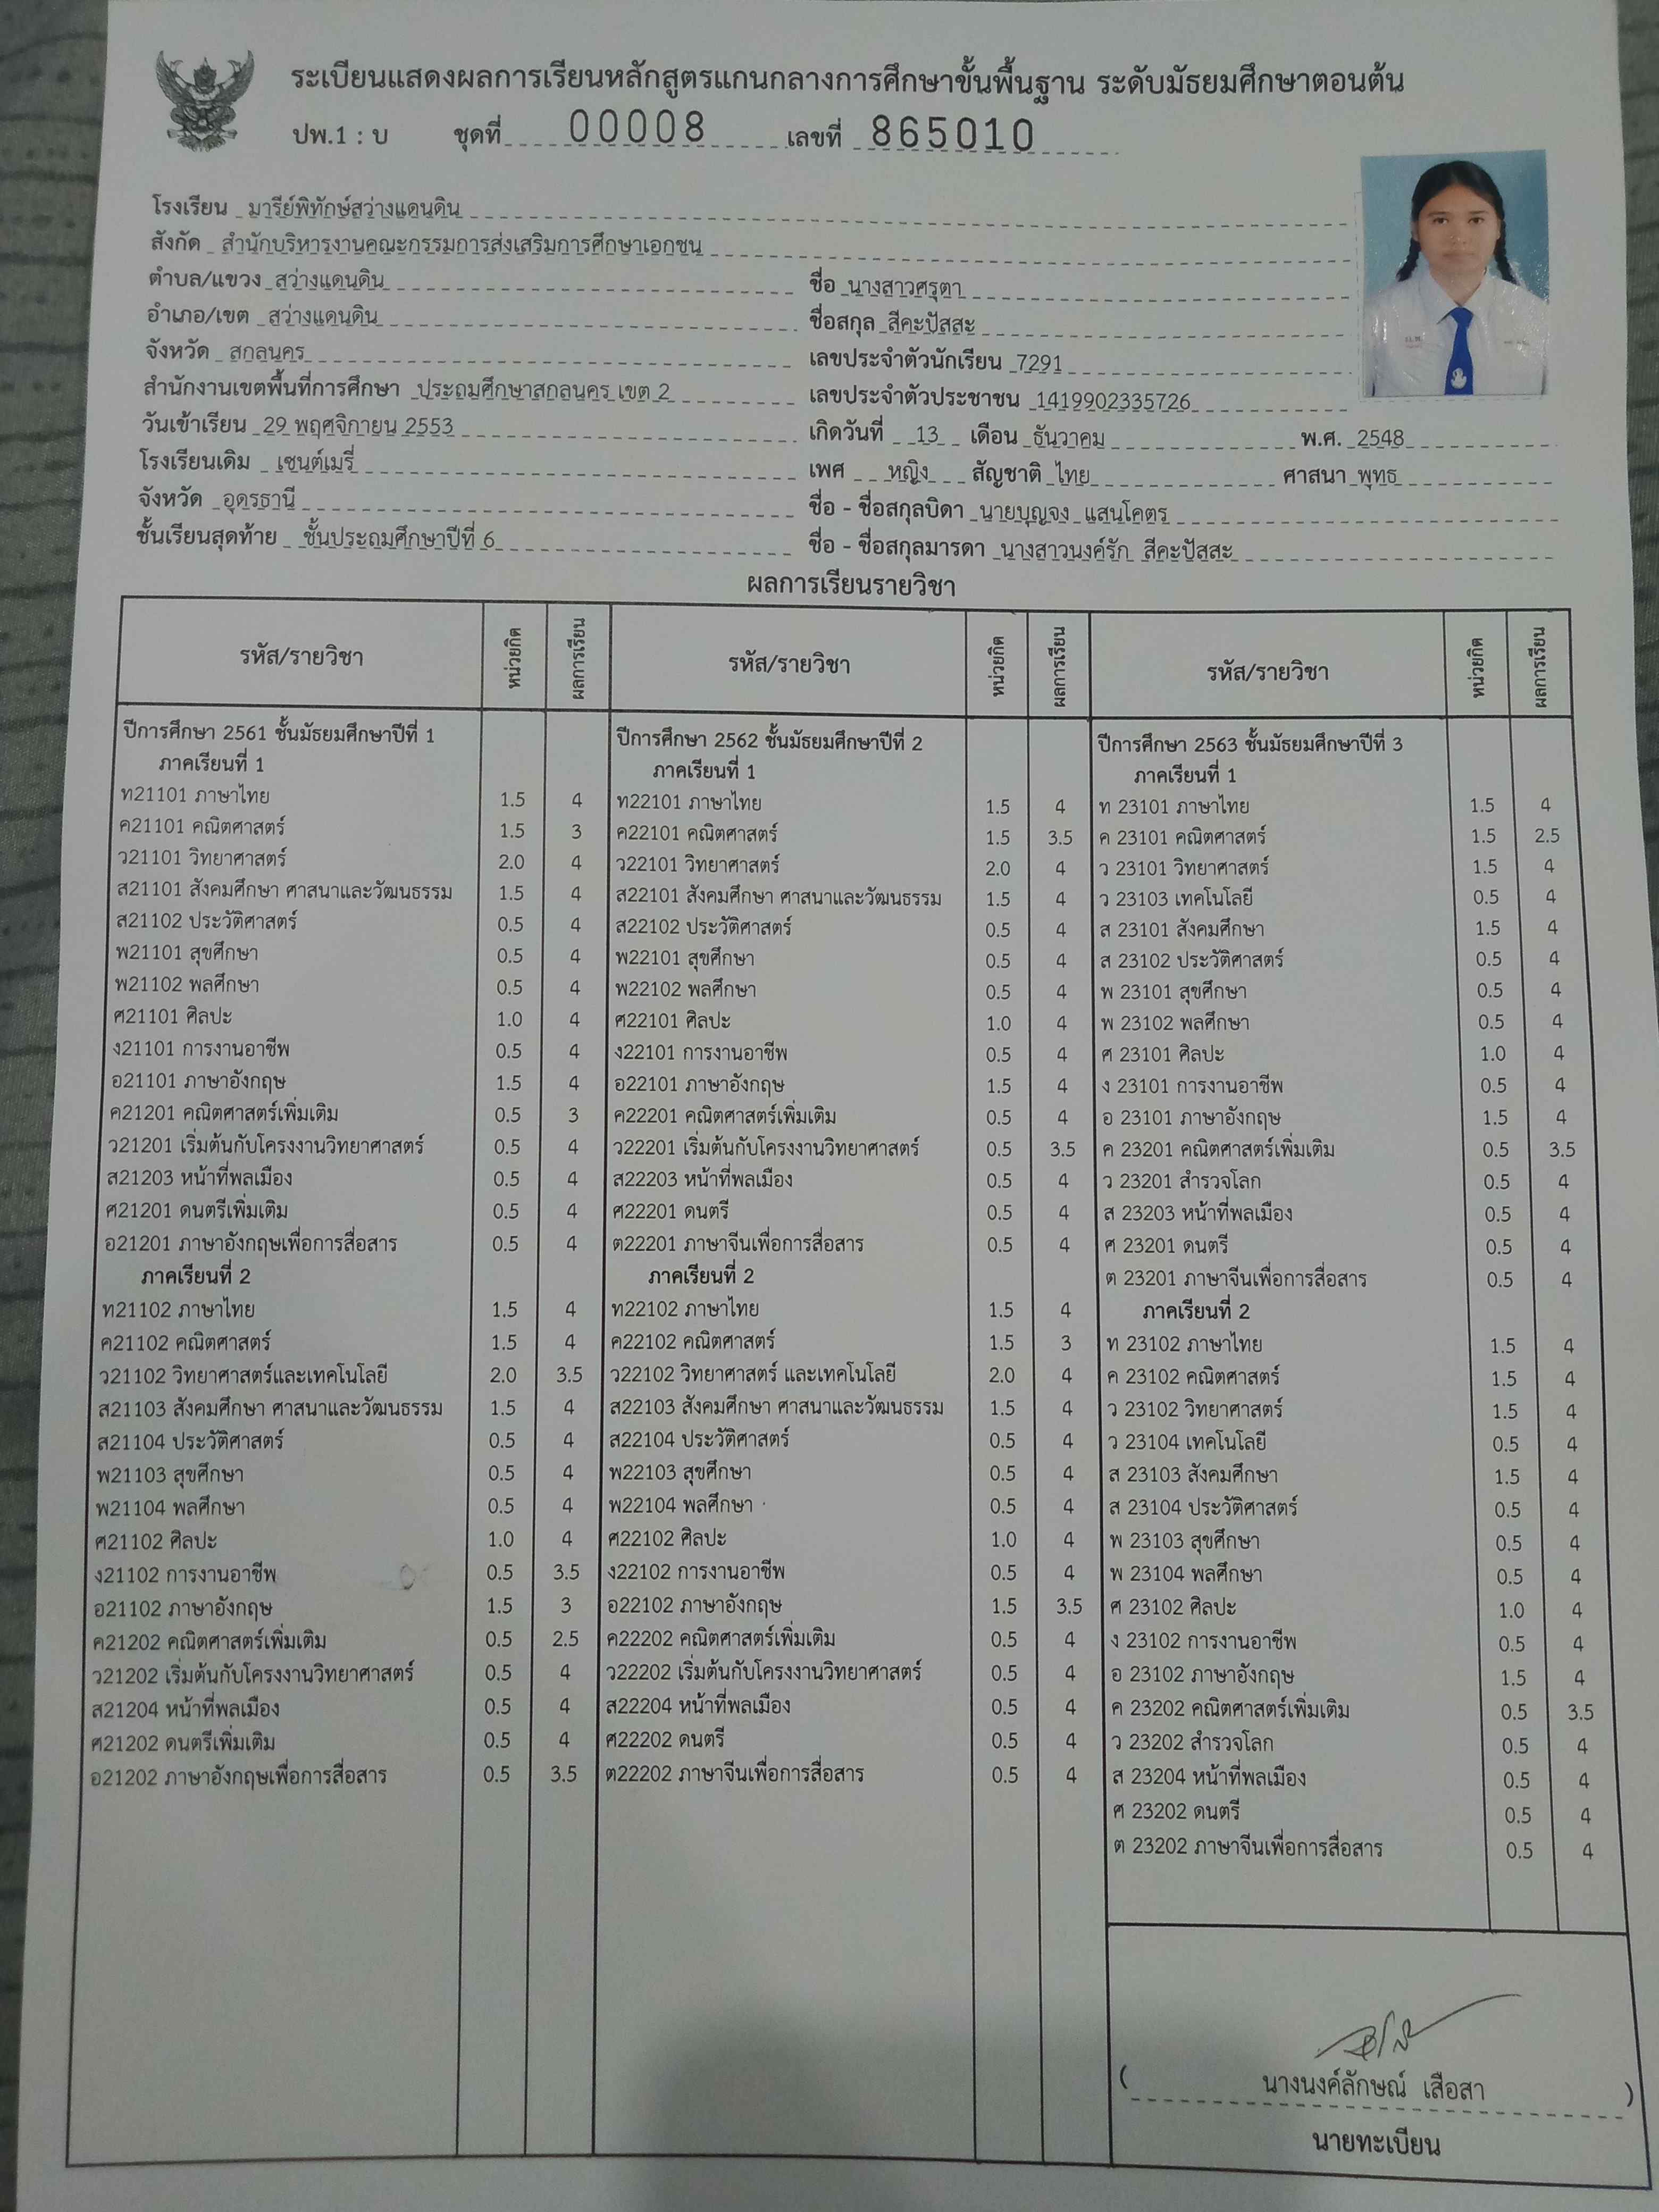 ระเบียนแสดงผลการเรียนหลักสูตรแกนกลางการศึกษาขั้นพื้นฐาน ระดับมัธยมศึกษาตอนต้น
ปพ.1 : บ ชุดที่ 00008 เลขที่ 865010
โรงเรียน มารีย์พิทักษ์สว่างแดนดิน
สังกัด สำนักบริหารงานคณะกรรมการส่งเสริมการศึกษาเอกชน
ตำบล/แขวง สว่างแดนดิน
อำเภอ/เขต สว่างแดนดิน
จังหวัด สกลนคร
สำนักงานเขตพื้นที่การศึกษา ประถมศึกษาสกลนคร เขต 2
วันเข้าเรียน 29 พฤศจิกายน 2553
โรงเรียนเดิม เซนต์เมรี่
จังหวัด อุดรธานี
ชั้นเรียนสุดท้าย ชั้นประถมศึกษาปีที่ 6
ชื่อ นางสาวศรุตา
ชื่อสกุล สีคะปัสสะ
เลขประจำตัวนักเรียน 7291
เลขประจำตัวประชาชน 1419902335726
เกิดวันที่ 13 เดือน ธันวาคม พ.ศ. 2548
เพศ หญิง สัญชาติ ไทย ศาสนา พุทธ
ชื่อ - ชื่อสกุลบิดา นายบุญจง แสนโคตร
ชื่อ - ชื่อสกุลมารดา นางสาวนงค์รัก สีคะปัสสะ
ผลการเรียนรายวิชา
รหัส/รายวิชา หน่วยกิต ผลการเรียน
ปีการศึกษา 2561 ชั้นมัธยมศึกษาปีที่ 1
ภาคเรียนที่ 1
ท21101 ภาษาไทย 1.5 4
ค21101 คณิตศาสตร์ 1.5 3
ว21101 วิทยาศาสตร์ 2.0 4
ส21101 สังคมศึกษา ศาสนาและวัฒนธรรม 1.5 4
ส21102 ประวัติศาสตร์ 0.5 4
พ21101 สุขศึกษา 0.5 4
พ21102 พลศึกษา 0.5 4
ศ21101 ศิลปะ 1.0 4
ง21101 การงานอาชีพ 0.5 4
อ21101 ภาษาอังกฤษ 1.5 4
ค21201 คณิตศาสตร์เพิ่มเติม 0.5 3
ว21201 เริ่มต้นกับโครงงานวิทยาศาสตร์ 0.5 4
ส21203 หน้าที่พลเมือง 0.5 4
ศ21201 ดนตรีเพิ่มเติม 0.5 4
อ21201 ภาษาอังกฤษเพื่อการสื่อสาร 0.5 4
ภาคเรียนที่ 2
ท21102 ภาษาไทย 1.5 4
ค21102 คณิตศาสตร์ 1.5 4
ว21102 วิทยาศาสตร์และเทคโนโลยี 2.0 3.5
ส21103 สังคมศึกษา ศาสนาและวัฒนธรรม 1.5 4
ส21104 ประวัติศาสตร์ 0.5 4
พ21103 สุขศึกษา 0.5 4
พ21104 พลศึกษา 0.5 4
ศ21102 ศิลปะ 1.0 4
ง21102 การงานอาชีพ 0.5 3.5
อ21102 ภาษาอังกฤษ 1.5 3
ค21202 คณิตศาสตร์เพิ่มเติม 0.5 2.5
ว21202 เริ่มต้นกับโครงงานวิทยาศาสตร์ 0.5 4
ส21204 หน้าที่พลเมือง 0.5 4
ศ21202 ดนตรีเพิ่มเติม 0.5 4
อ21202 ภาษาอังกฤษเพื่อการสื่อสาร 0.5 3.5
รหัส/รายวิชา หน่วยกิต ผลการเรียน
ปีการศึกษา 2562 ชั้นมัธยมศึกษาปีที่ 2
ภาคเรียนที่ 1
ท22101 ภาษาไทย 1.5 4
ค22101 คณิตศาสตร์ 1.5 3.5
ว22101 วิทยาศาสตร์ 2.0 4
ส22101 สังคมศึกษา ศาสนาและวัฒนธรรม 1.5 4
ส22102 ประวัติศาสตร์ 0.5 4
พ22101 สุขศึกษา 0.5 4
พ22102 พลศึกษา 0.5 4
ศ22101 ศิลปะ 1.0 4
ง22101 การงานอาชีพ 0.5 4
อ22101 ภาษาอังกฤษ 1.5 4
ค22201 คณิตศาสตร์เพิ่มเติม 0.5 4
ว22201 เริ่มต้นกับโครงงานวิทยาศาสตร์ 0.5 3.5
ส22203 หน้าที่พลเมือง 0.5 4
ศ22201 ดนตรี 0.5 4
ต22201 ภาษาจีนเพื่อการสื่อสาร 0.5 4
ภาคเรียนที่ 2
ท22102 ภาษาไทย 1.5 4
ค22102 คณิตศาสตร์ 1.5 3
ว22102 วิทยาศาสตร์ และเทคโนโลยี 2.0 4
ส22103 สังคมศึกษา ศาสนาและวัฒนธรรม 1.5 4
ส22104 ประวัติศาสตร์ 0.5 4
พ22103 สุขศึกษา 0.5 4
พ22104 พลศึกษา 0.5 4
ศ22102 ศิลปะ 1.0 4
ง22102 การงานอาชีพ 0.5 4
อ22102 ภาษาอังกฤษ 1.5 3.5
ค22202 คณิตศาสตร์เพิ่มเติม 0.5 4
ว22202 เริ่มต้นกับโครงงานวิทยาศาสตร์ 0.5 4
ส22204 หน้าที่พลเมือง 0.5 4
ศ22202 ดนตรี 0.5 4
ต22202 ภาษาจีนเพื่อการสื่อสาร 0.5 4
รหัส/รายวิชา หน่วยกิต ผลการเรียน
ปีการศึกษา 2563 ชั้นมัธยมศึกษาปีที่ 3
ภาคเรียนที่ 1
ท 23101 ภาษาไทย 1.5 4
ค 23101 คณิตศาสตร์ 1.5 2.5
ว 23101 วิทยาศาสตร์ 1.5 4
ว 23103 เทคโนโลยี 0.5 4
ส 23101 สังคมศึกษา 1.5 4
ส 23102 ประวัติศาสตร์ 0.5 4
พ 23101 สุขศึกษา 0.5 4
พ 23102 พลศึกษา 0.5 4
ศ 23101 ศิลปะ 1.0 4
ง 23101 การงานอาชีพ 0.5 4
อ 23101 ภาษาอังกฤษ 1.5 4
ค 23201 คณิตศาสตร์เพิ่มเติม 0.5 3.5
ว 23201 สำรวจโลก 0.5 4
ส 23203 หน้าที่พลเมือง 0.5 4
ศ 23201 ดนตรี 0.5 4
ต 23201 ภาษาจีนเพื่อการสื่อสาร 0.5 4
ภาคเรียนที่ 2
ท 23102 ภาษาไทย 1.5 4
ค 23102 คณิตศาสตร์ 1.5 4
ว 23102 วิทยาศาสตร์ 1.5 4
ว 23104 เทคโนโลยี 0.5 4
ส 23103 สังคมศึกษา 1.5 4
ส 23104 ประวัติศาสตร์ 0.5 4
พ 23103 สุขศึกษา 0.5 4
พ 23104 พลศึกษา 0.5 4
ศ 23102 ศิลปะ 1.0 4
ง 23102 การงานอาชีพ 0.5 4
อ 23102 ภาษาอังกฤษ 1.5 4
ค 23202 คณิตศาสตร์เพิ่มเติม 0.5 3.5
ว 23202 สำรวจโลก 0.5 4
ส 23204 หน้าที่พลเมือง 0.5 4
ศ 23202 ดนตรี 0.5 4
ต 23202 ภาษาจีนเพื่อการสื่อสาร 0.5 4
( นางนงค์ลักษณ์ เสือสา )
นายทะเบียน